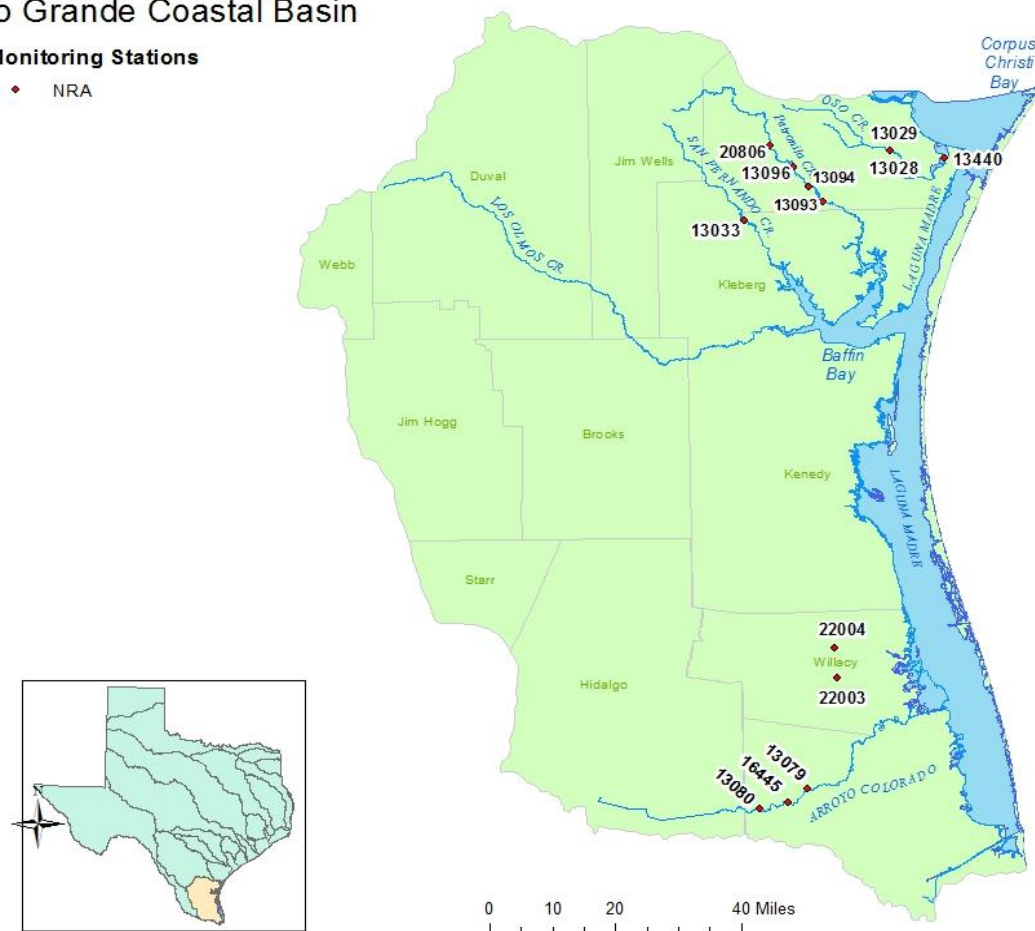 o Grande Coastal Basin
Monitoring Stations
NRA
Corpus
Christi
Bay
OSO CR.
13029
20806
Petronila CR.
13440
Jim Wells
SAN FERNANDO CR.
13096
13094
13028
Duval
13093
LOS OLMOS CR.
13033
LAGUNA MADRE
Webb
Kleberg
Baffin
Bay
Jim Hogg
Brooks
Kenedy
LAGUNA MADRE
Starr
22004
Willacy
Hidalgo
22003
13079
16445
13080
ARROYO COLORADO
0 10 20 40 Miles